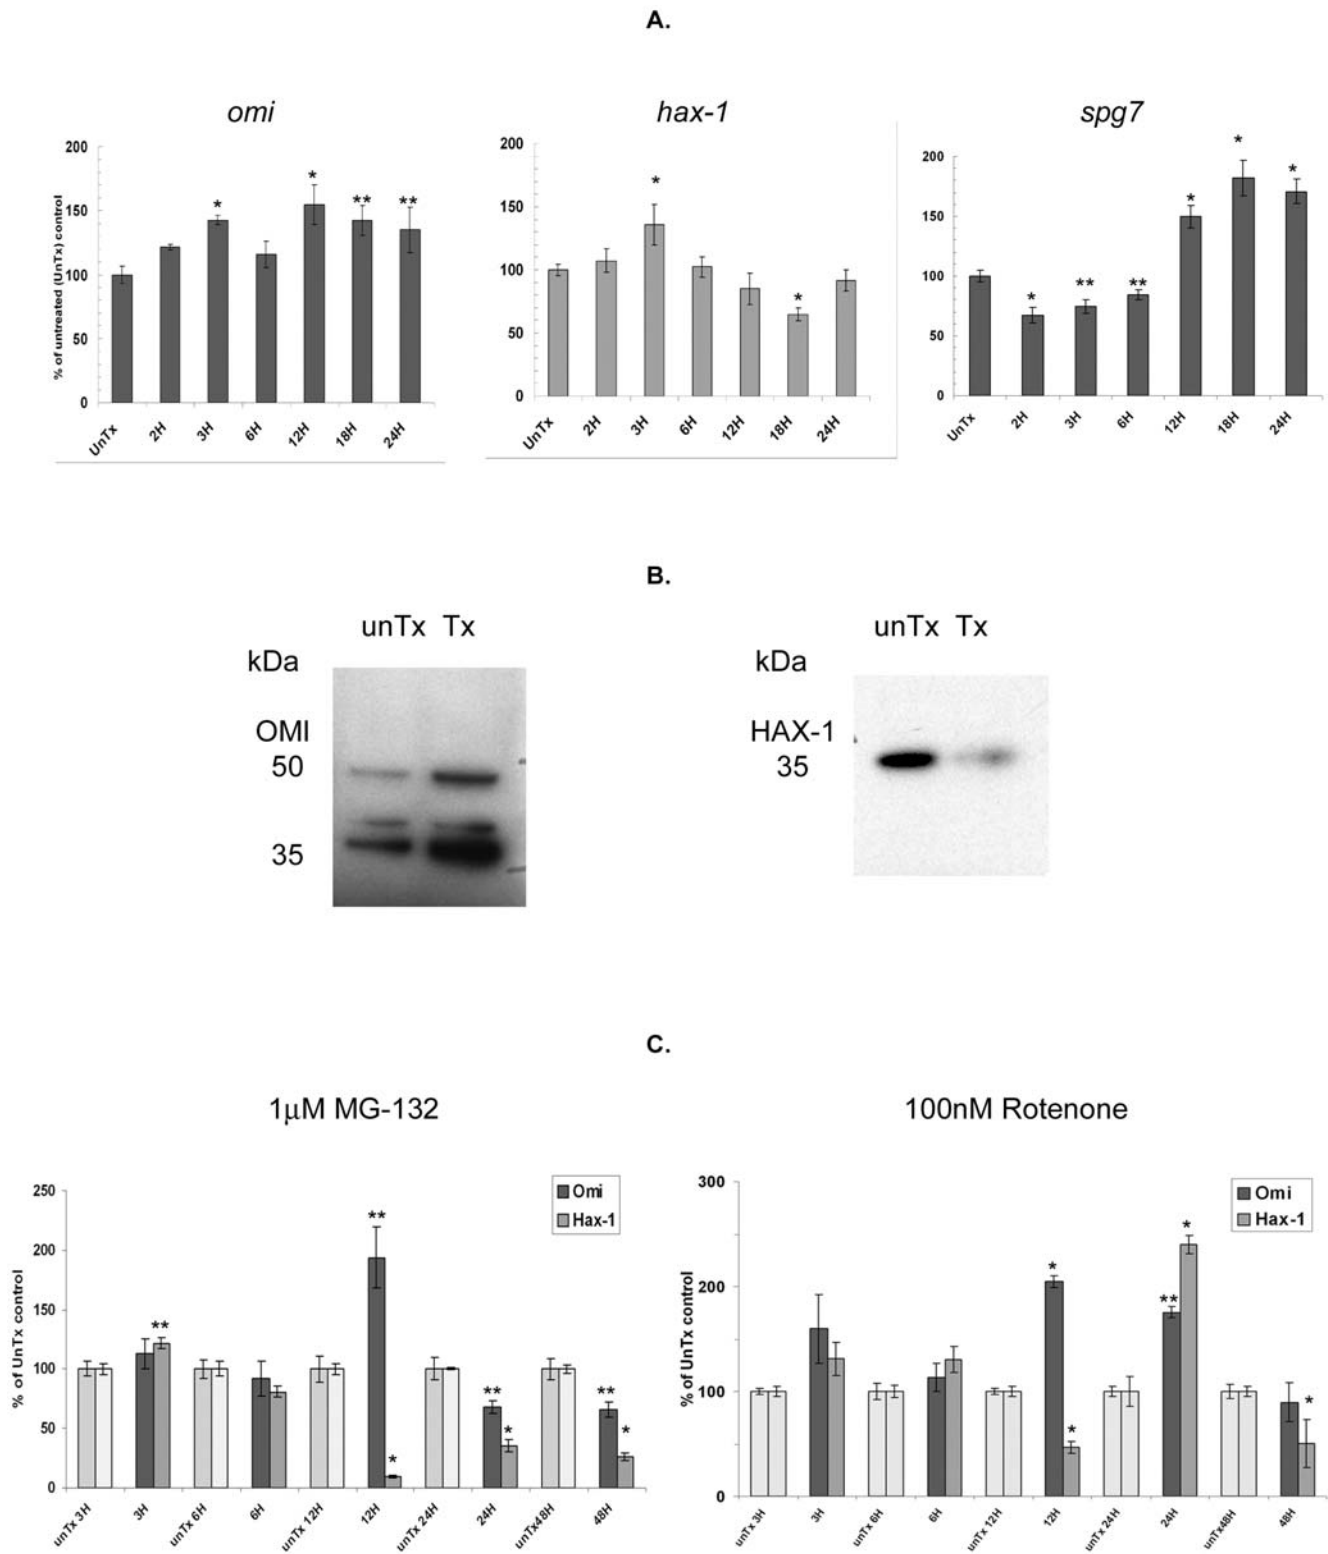 A.
omi
hax-1
spg7
% of untreated (UnTx) control
200
150
100
50
0
*
*
**
**
UnTx
2H
3H
6H
12H
18H
24H
200
150
100
50
0
*
*
UnTx
2H
3H
6H
12H
18H
24H
200
150
100
50
0
*
**
**
*
*
*
UnTx
2H
3H
6H
12H
18H
24H
B.
unTx Tx
kDa
OMI
50
35
unTx Tx
kDa
HAX-1
35
C.
1μM MG-132
% of UnTx control
250
200
150
100
50
0
Omi
Hax-1
**
**
*
**
*
**
*
unTx 3H
3H
unTx 6H
6H
unTx 12H
12H
unTx 24H
24H
unTx48H
48H
100nM Rotenone
% of UnTx control
300
200
100
0
Omi
Hax-1
*
*
**
*
*
unTx 3H
3H
unTx 6H
6H
unTx 12H
12H
unTx 24H
24H
unTx48H
48H